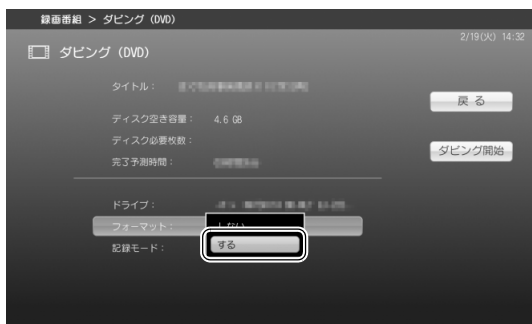 録画番組 > ダビング (DVD)
2/19(火) 14:32
ダビング (DVD)
タイトル：
戻る
ディスク空き容量： 4.6 GB
ディスク必要枚数：
ダビング開始
完了予測時間：
ドライブ：
フォーマット： しない
する
記録モード：